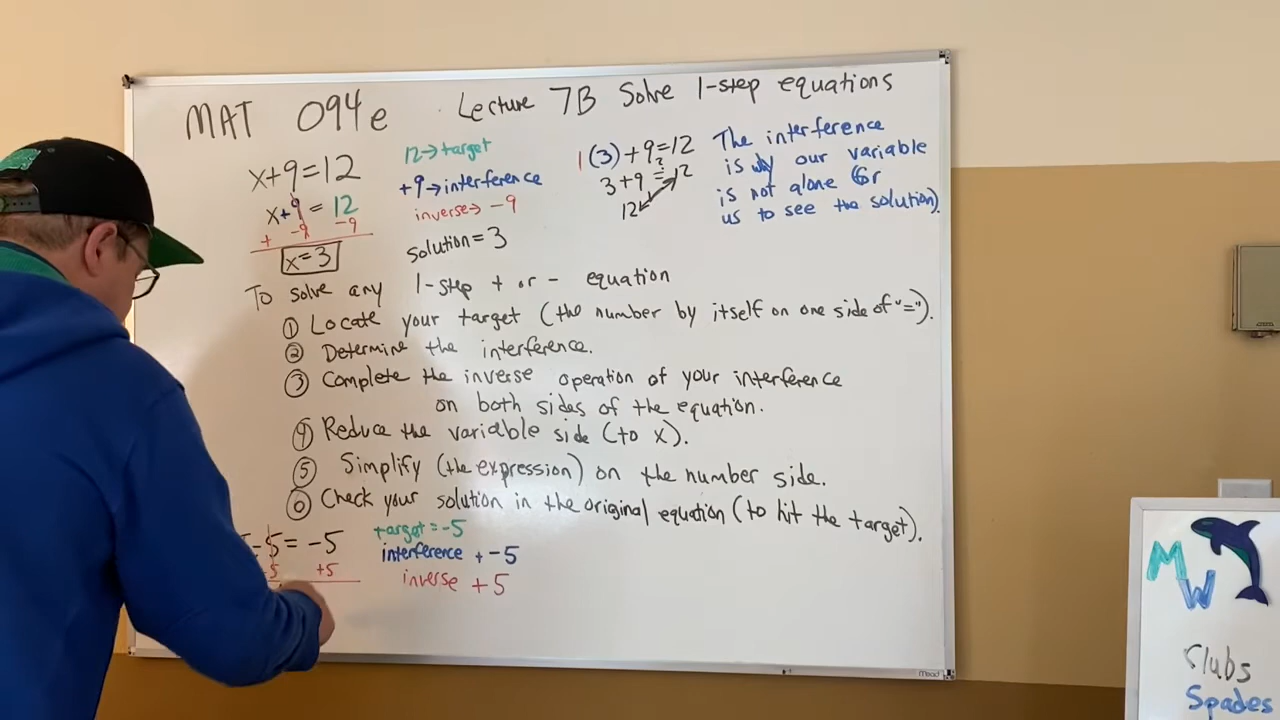 MAT 094e
Lecture 7B Solve 1-step equations
x+9=12
x+9 = 12
+ -9 -9
x=3
12→target
+9→interference
inverse→ -9
solution=3
1(3)+9=12
3+9 ?= 12
12
The interference
is why our variable
is not alone (for
us to see the solution).
To solve any 1-step + or - equation
① Locate your target (the number by itself on one side of "=").
② Determine the interference.
③ Complete the inverse operation of your interference
on both sides of the equation.
④ Reduce the variable side (to x).
⑤ Simplify (the expression) on the number side.
⑥ Check your solution in the original equation (to hit the target).
-5= -5
5 +5
target = -5
interference + -5
inverse +5
Mead
MW
Clubs
Spades